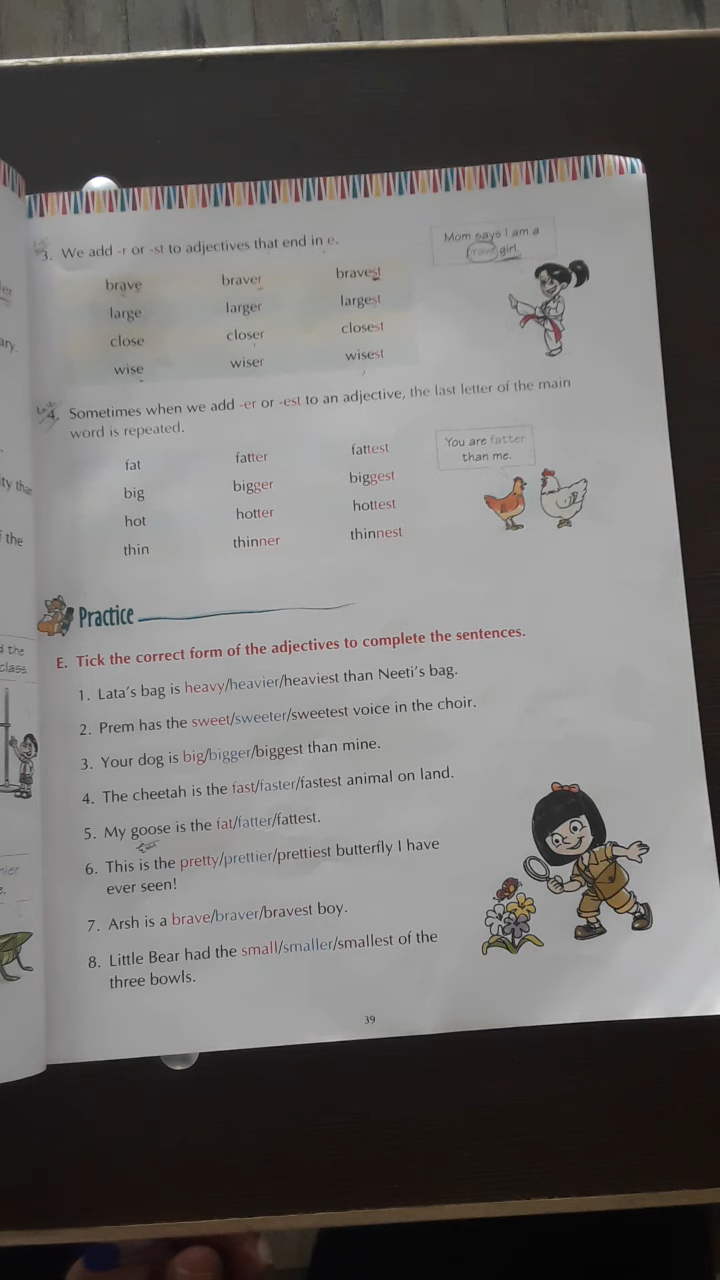 3. We add -r or -st to adjectives that end in e.
brave braver bravest
large larger largest
close closer closest
wise wiser wisest
Mom says I am a
brave girl.
4. Sometimes when we add -er or -est to an adjective, the last letter of the main
word is repeated.
fat fatter fattest
big bigger biggest
hot hotter hottest
thin thinner thinnest
You are fatter
than me.
Practice
E. Tick the correct form of the adjectives to complete the sentences.
1. Lata's bag is heavy/heavier/heaviest than Neeti's bag.
2. Prem has the sweet/sweeter/sweetest voice in the choir.
3. Your dog is big/bigger/biggest than mine.
4. The cheetah is the fast/faster/fastest animal on land.
5. My goose is the fat/fatter/fattest.
6. This is the pretty/prettier/prettiest butterfly I have
ever seen!
7. Arsh is a brave/braver/bravest boy.
8. Little Bear had the small/smaller/smallest of the
three bowls.
39
the
the
class